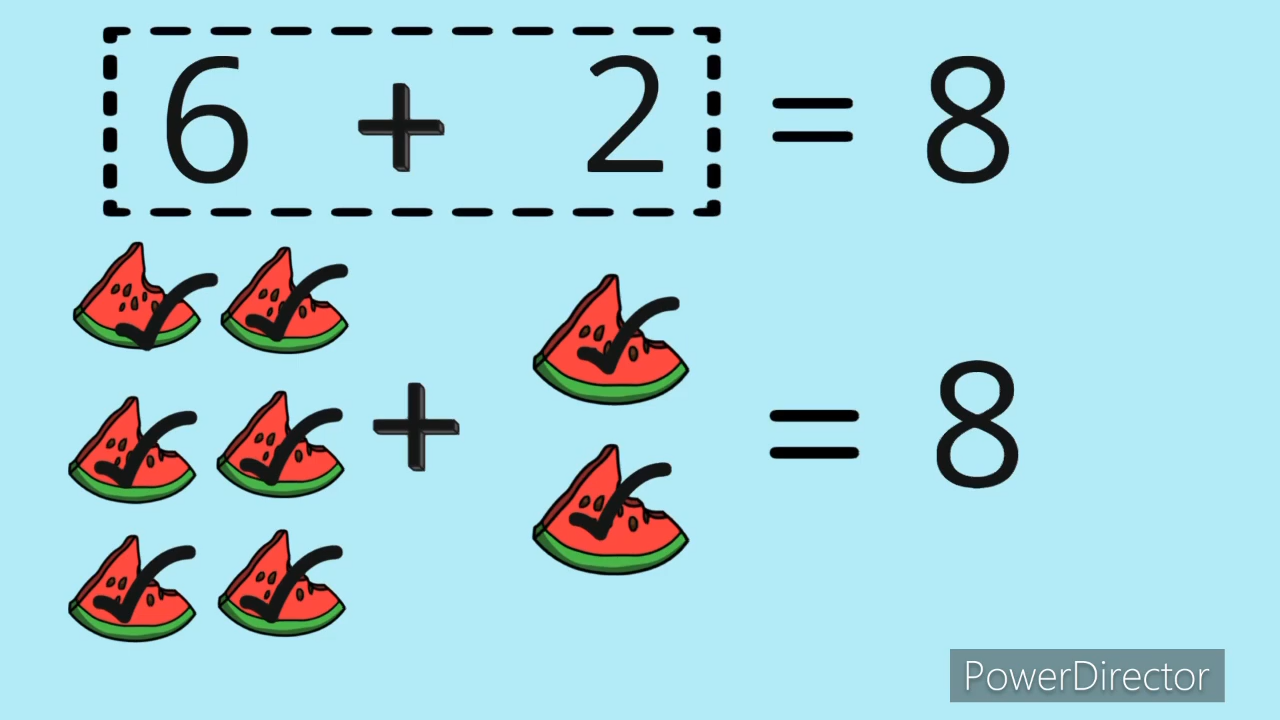 6 + 2 = 8
+ = 8
PowerDirector